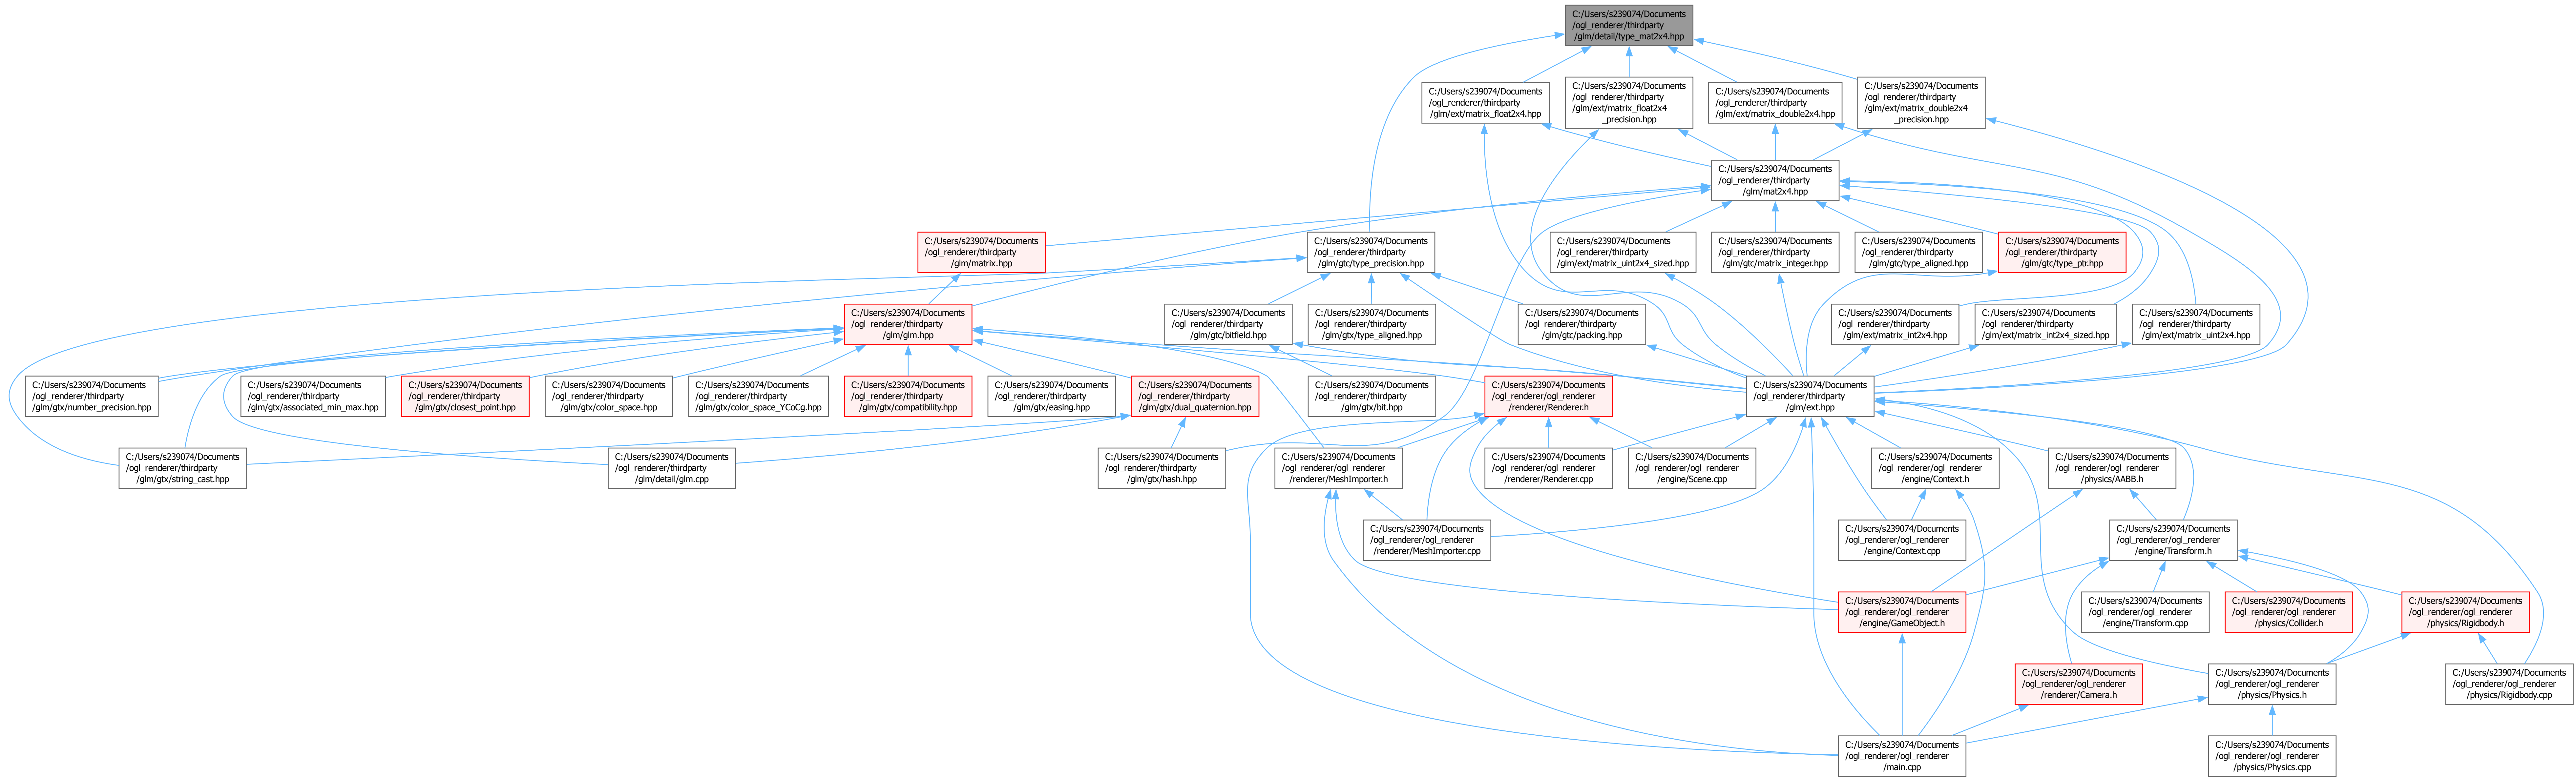 C:/Users/s239074/Documents
/ogl_renderer/thirdparty
/glm/detail/type_mat2x4.hpp
C:/Users/s239074/Documents
/ogl_renderer/thirdparty
/glm/ext/matrix_float2x4.hpp
C:/Users/s239074/Documents
/ogl_renderer/thirdparty
/glm/ext/matrix_float2x4
_precision.hpp
C:/Users/s239074/Documents
/ogl_renderer/thirdparty
/glm/ext/matrix_double2x4.hpp
C:/Users/s239074/Documents
/ogl_renderer/thirdparty
/glm/ext/matrix_double2x4
_precision.hpp
C:/Users/s239074/Documents
/ogl_renderer/thirdparty
/glm/mat2x4.hpp
C:/Users/s239074/Documents
/ogl_renderer/thirdparty
/glm/matrix.hpp
C:/Users/s239074/Documents
/ogl_renderer/thirdparty
/glm/gtc/type_precision.hpp
C:/Users/s239074/Documents
/ogl_renderer/thirdparty
/glm/ext/matrix_uint2x4_sized.hpp
C:/Users/s239074/Documents
/ogl_renderer/thirdparty
/glm/gtc/matrix_integer.hpp
C:/Users/s239074/Documents
/ogl_renderer/thirdparty
/glm/gtc/type_aligned.hpp
C:/Users/s239074/Documents
/ogl_renderer/thirdparty
/glm/gtc/type_ptr.hpp
C:/Users/s239074/Documents
/ogl_renderer/thirdparty
/glm/glm.hpp
C:/Users/s239074/Documents
/ogl_renderer/thirdparty
/glm/gtc/bitfield.hpp
C:/Users/s239074/Documents
/ogl_renderer/thirdparty
/glm/gtx/type_aligned.hpp
C:/Users/s239074/Documents
/ogl_renderer/thirdparty
/glm/gtc/packing.hpp
C:/Users/s239074/Documents
/ogl_renderer/thirdparty
/glm/ext/matrix_int2x4.hpp
C:/Users/s239074/Documents
/ogl_renderer/thirdparty
/glm/ext/matrix_int2x4_sized.hpp
C:/Users/s239074/Documents
/ogl_renderer/thirdparty
/glm/ext/matrix_uint2x4.hpp
C:/Users/s239074/Documents
/ogl_renderer/thirdparty
/glm/gtx/number_precision.hpp
C:/Users/s239074/Documents
/ogl_renderer/thirdparty
/glm/gtx/associated_min_max.hpp
C:/Users/s239074/Documents
/ogl_renderer/thirdparty
/glm/gtx/closest_point.hpp
C:/Users/s239074/Documents
/ogl_renderer/thirdparty
/glm/gtx/color_space.hpp
C:/Users/s239074/Documents
/ogl_renderer/thirdparty
/glm/gtx/color_space_YCoCg.hpp
C:/Users/s239074/Documents
/ogl_renderer/thirdparty
/glm/gtx/compatibility.hpp
C:/Users/s239074/Documents
/ogl_renderer/thirdparty
/glm/gtx/easing.hpp
C:/Users/s239074/Documents
/ogl_renderer/thirdparty
/glm/gtx/dual_quaternion.hpp
C:/Users/s239074/Documents
/ogl_renderer/thirdparty
/glm/gtx/bit.hpp
C:/Users/s239074/Documents
/ogl_renderer/ogl_renderer
/renderer/Renderer.h
C:/Users/s239074/Documents
/ogl_renderer/thirdparty
/glm/ext.hpp
C:/Users/s239074/Documents
/ogl_renderer/thirdparty
/glm/gtx/string_cast.hpp
C:/Users/s239074/Documents
/ogl_renderer/thirdparty
/glm/detail/glm.cpp
C:/Users/s239074/Documents
/ogl_renderer/thirdparty
/glm/gtx/hash.hpp
C:/Users/s239074/Documents
/ogl_renderer/ogl_renderer
/renderer/MeshImporter.h
C:/Users/s239074/Documents
/ogl_renderer/ogl_renderer
/renderer/Renderer.cpp
C:/Users/s239074/Documents
/ogl_renderer/ogl_renderer
/engine/Scene.cpp
C:/Users/s239074/Documents
/ogl_renderer/ogl_renderer
/engine/Context.h
C:/Users/s239074/Documents
/ogl_renderer/ogl_renderer
/physics/AABB.h
C:/Users/s239074/Documents
/ogl_renderer/ogl_renderer
/renderer/MeshImporter.cpp
C:/Users/s239074/Documents
/ogl_renderer/ogl_renderer
/engine/Context.cpp
C:/Users/s239074/Documents
/ogl_renderer/ogl_renderer
/engine/Transform.h
C:/Users/s239074/Documents
/ogl_renderer/ogl_renderer
/engine/GameObject.h
C:/Users/s239074/Documents
/ogl_renderer/ogl_renderer
/engine/Transform.cpp
C:/Users/s239074/Documents
/ogl_renderer/ogl_renderer
/physics/Collider.h
C:/Users/s239074/Documents
/ogl_renderer/ogl_renderer
/physics/Rigidbody.h
C:/Users/s239074/Documents
/ogl_renderer/ogl_renderer
/renderer/Camera.h
C:/Users/s239074/Documents
/ogl_renderer/ogl_renderer
/physics/Physics.h
C:/Users/s239074/Documents
/ogl_renderer/ogl_renderer
/physics/Rigidbody.cpp
C:/Users/s239074/Documents
/ogl_renderer/ogl_renderer
/main.cpp
C:/Users/s239074/Documents
/ogl_renderer/ogl_renderer
/physics/Physics.cpp